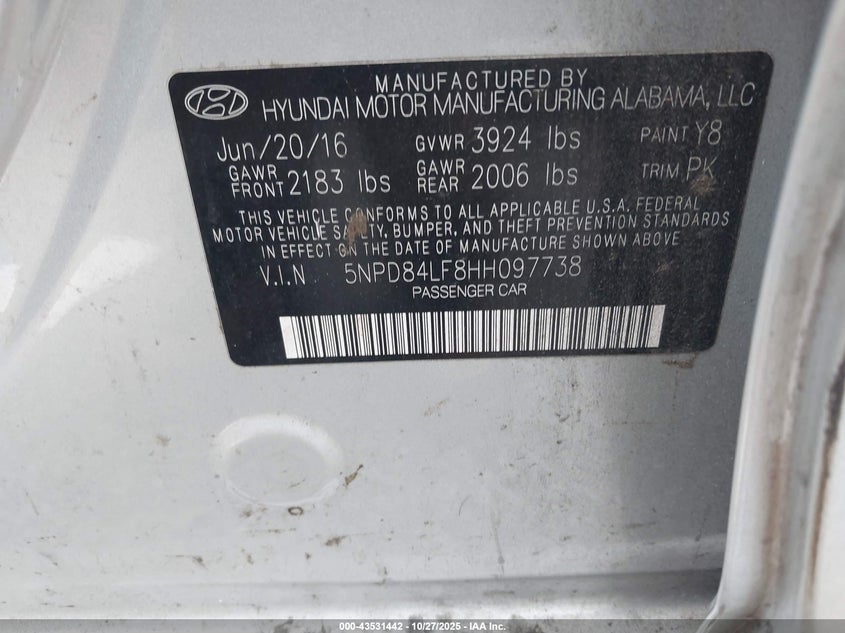 MANUFACTURED BY
HYUNDAI MOTOR MANUFACTURING ALABAMA, LLC
Jun/20/16 GVWR 3924 lbs PAINT Y8
GAWR FRONT 2183 lbs GAWR REAR 2006 lbs TRIM PK
THIS VEHICLE CONFORMS TO ALL APPLICABLE U.S.A. FEDERAL
MOTOR VEHICLE SAFETY, BUMPER, AND THEFT PREVENTION STANDARDS
IN EFFECT ON THE DATE OF MANUFACTURE SHOWN ABOVE
V.I.N 5NPD84LF8HH097738
PASSENGER CAR
000-43531442 | 10/27/2025 | © IAA Inc.